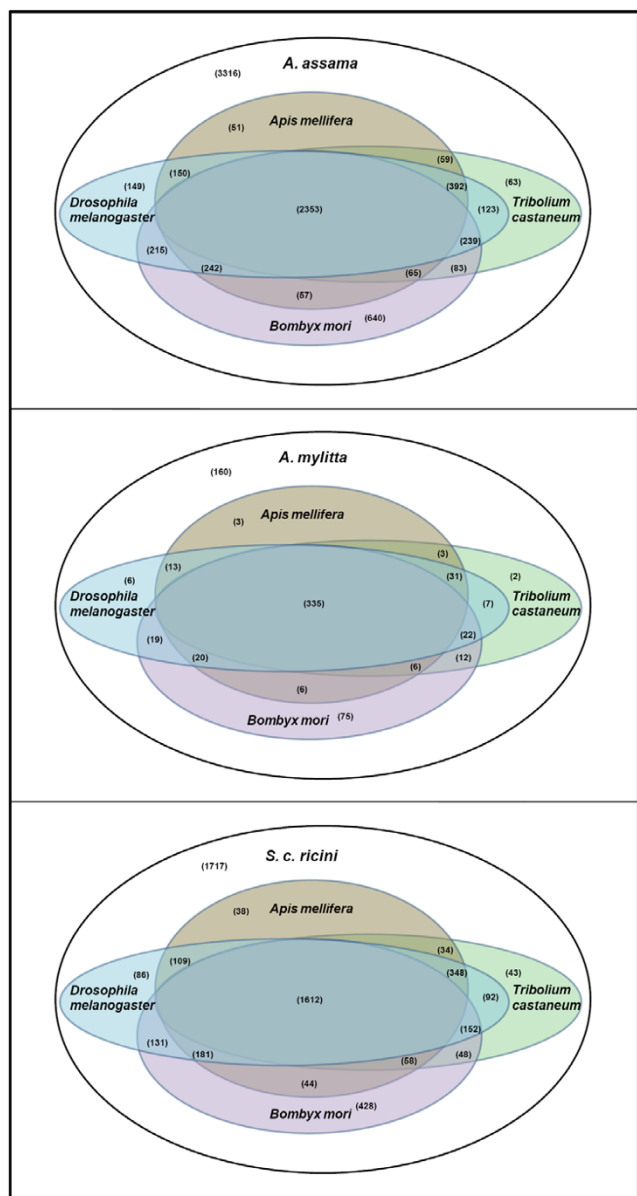 A. assama
(3316)
Apis mellifera
(51)
(59)
(150)
(149)
(392)
(63)
Drosophila
melanogaster
(2353)
(123)
Tribolium
castaneum
(215)
(239)
(242)
(65)
(83)
(57)
Bombyx mori
(640)
A. mylitta
(160)
Apis mellifera
(3)
(3)
(13)
(6)
(31)
(2)
Drosophila
melanogaster
(335)
(7)
Tribolium
castaneum
(19)
(22)
(20)
(6)
(12)
(6)
Bombyx mori
(75)
S. c. ricini
(1717)
Apis mellifera
(38)
(34)
(109)
(86)
(348)
(43)
Drosophila
melanogaster
(1612)
(92)
Tribolium
castaneum
(131)
(152)
(181)
(58)
(48)
(44)
Bombyx mori
(428)